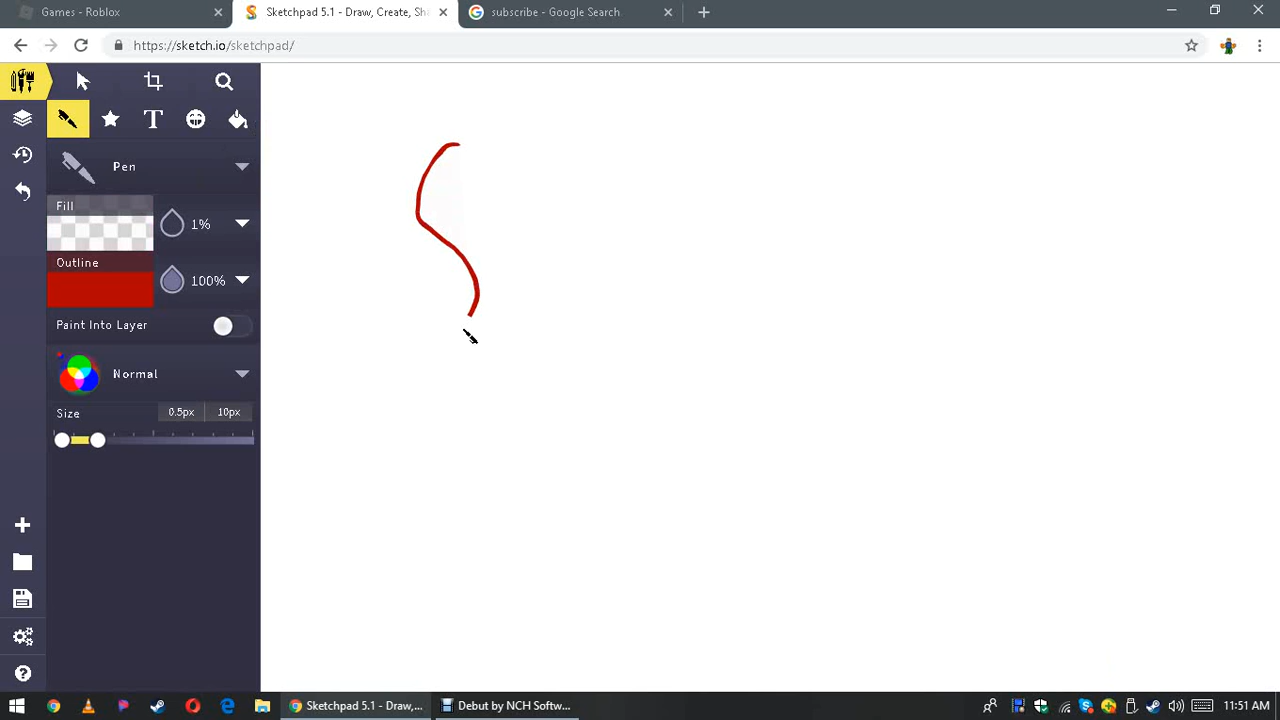 Games - Roblox
Sketchpad 5.1 - Draw, Create, Sh
subscribe - Google Search
https://sketch.io/sketchpad/
T
Pen
Fill
1%
Outline
100%
Paint Into Layer
Normal
Size 0.5px 10px
Sketchpad 5.1 - Draw,...
Debut by NCH Softw...
11:51 AM